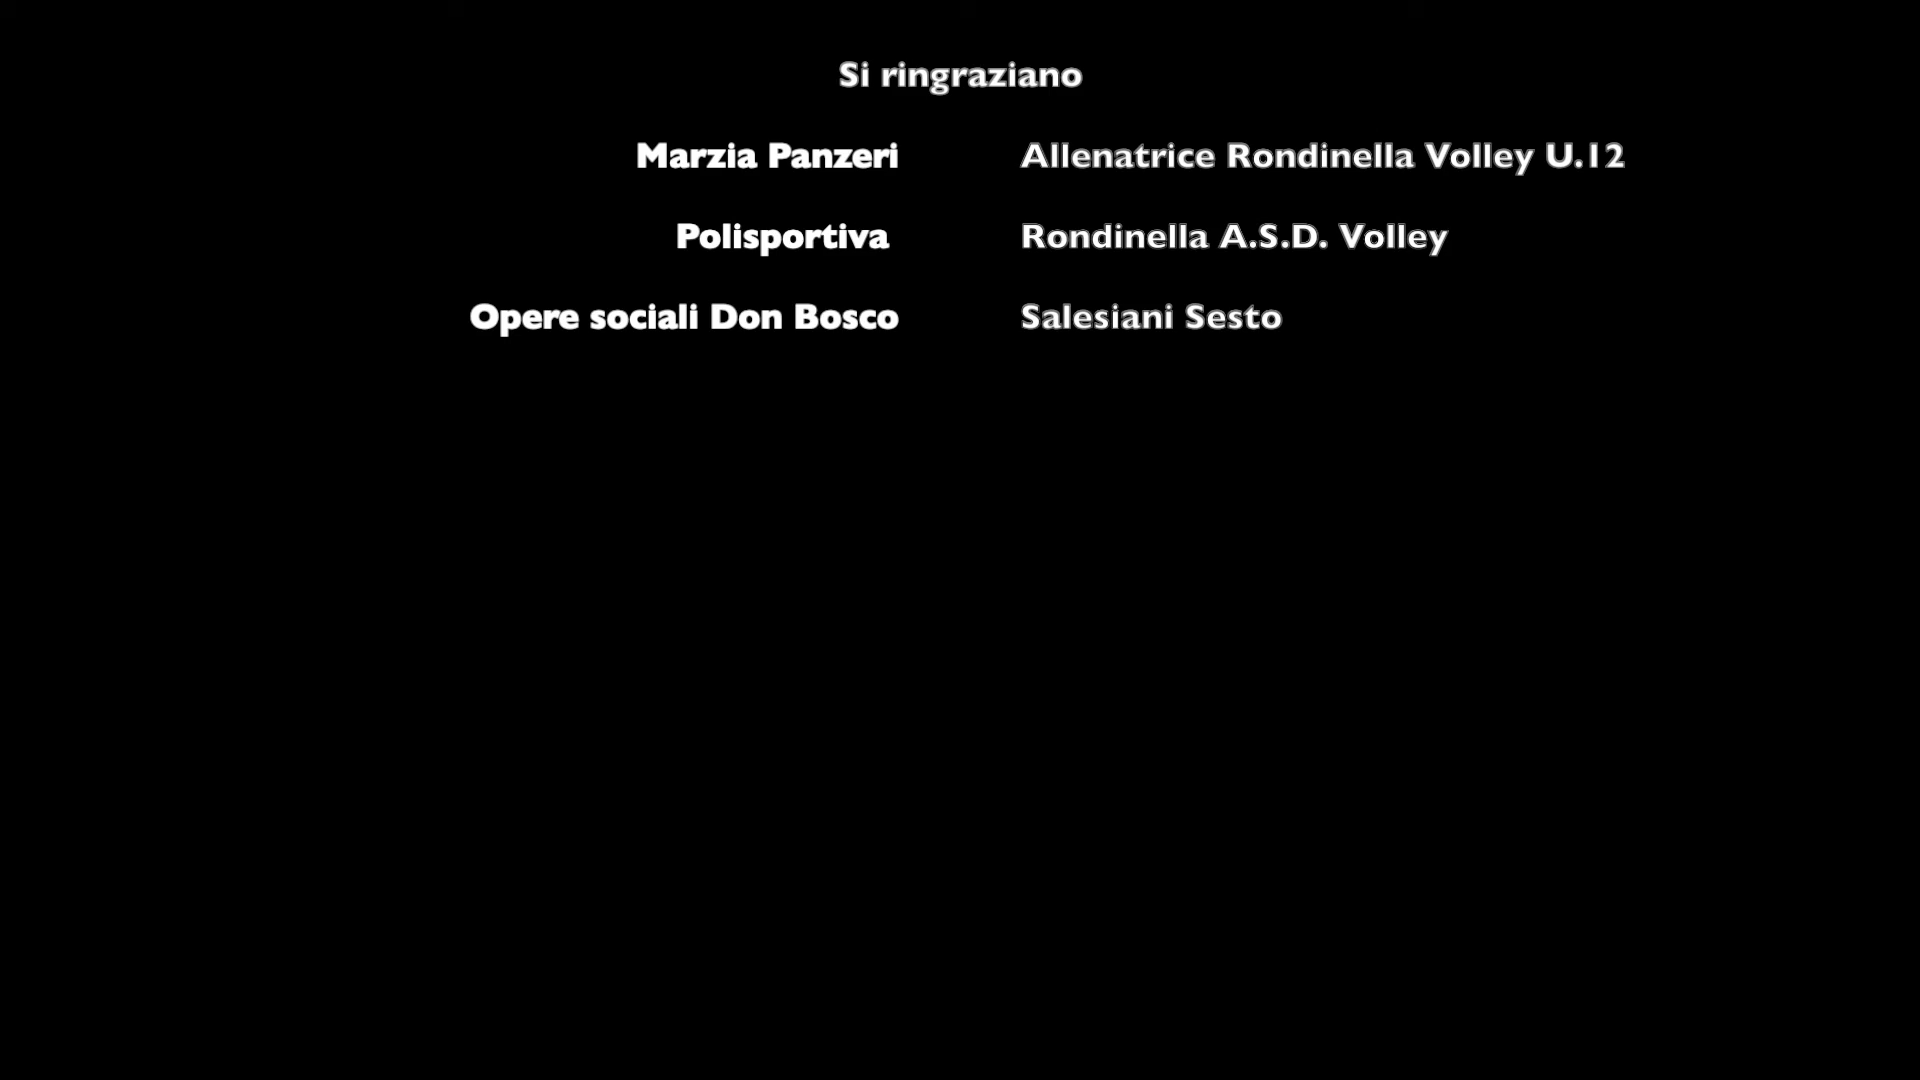 Si ringraziano
Marzia Panzeri Allenatrice Rondinella Volley U.12
Polisportiva Rondinella A.S.D. Volley
Opere sociali Don Bosco Salesiani Sesto